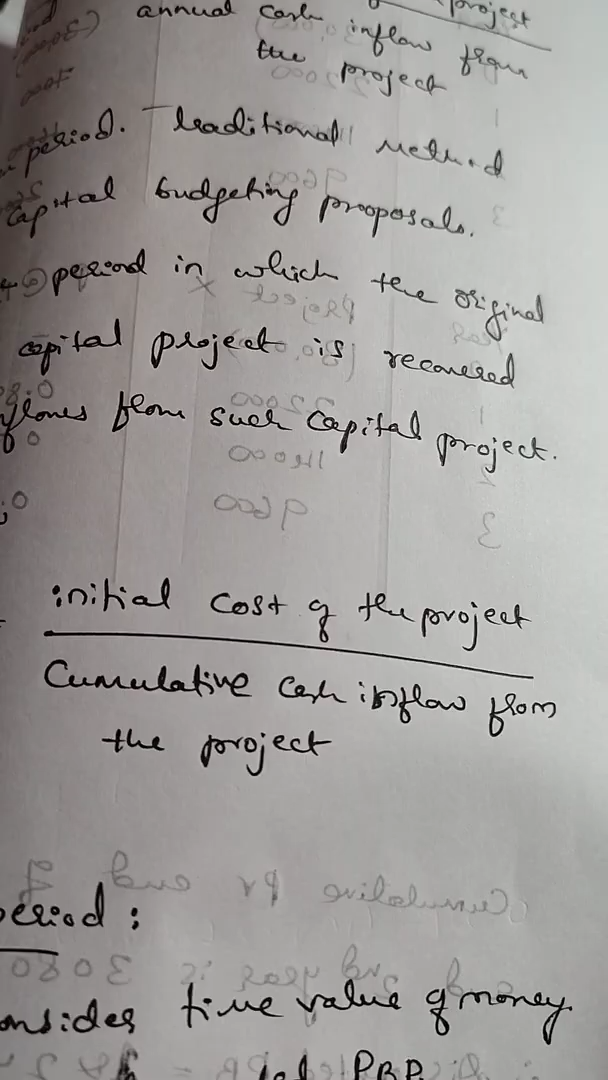 project
annual cash inflow from
the project
period. Traditional Method
Capital budgeting proposals.
period in which the original
capital project is recovered
flows from such capital project.
initial cost of the project
Cumulative cash inflow from
the project
period :
time value of money
PBP